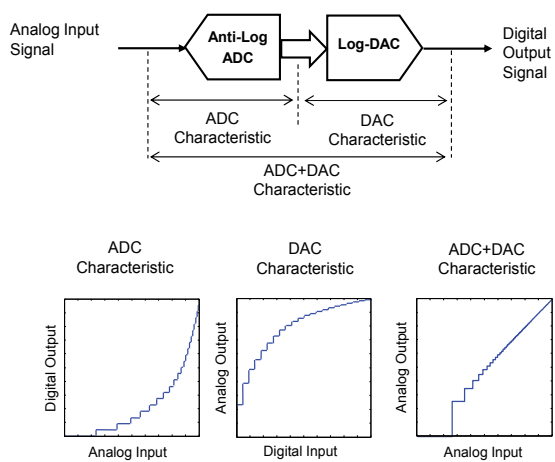 Analog Input
Signal
Anti-Log
ADC
Log-DAC
Digital
Output
Signal
ADC
Characteristic
DAC
Characteristic
ADC+DAC
Characteristic
ADC
Characteristic
DAC
Characteristic
ADC+DAC
Characteristic
Digital Output
Analog Input
Analog Output
Digital Input
Analog Output
Analog Input